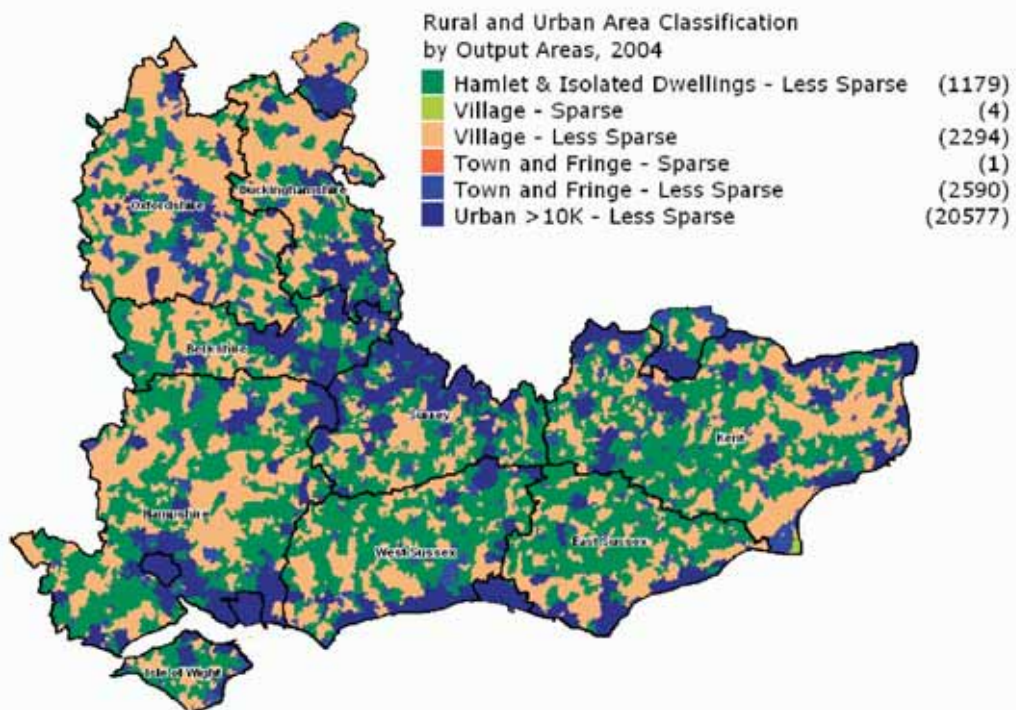 Rural and Urban Area Classification
by Output Areas, 2004
Hamlet & Isolated Dwellings - Less Sparse (1179)
Village - Sparse (4)
Village - Less Sparse (2294)
Town and Fringe - Sparse (1)
Town and Fringe - Less Sparse (2590)
Urban >10K - Less Sparse (20577)
Buckinghamshire
Oxfordshire
Berkshire
Surrey
Kent
Hampshire
West Sussex
East Sussex
Isle of Wight